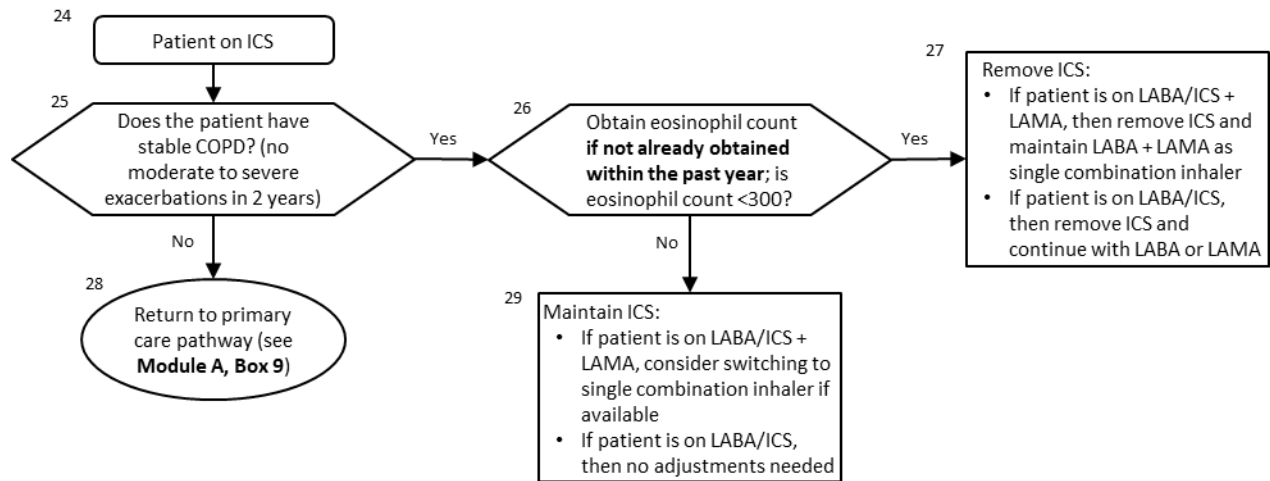 24
Patient on ICS
25
Does the patient have
stable COPD? (no
moderate to severe
exacerbations in 2 years)
Yes
26
Obtain eosinophil count
if not already obtained
within the past year; is
eosinophil count <300?
Yes
27
Remove ICS:
• If patient is on LABA/ICS +
LAMA, then remove ICS and
maintain LABA + LAMA as
single combination inhaler
• If patient is on LABA/ICS,
then remove ICS and
continue with LABA or LAMA
No
28
Return to primary
care pathway (see
Module A, Box 9)
No
29
Maintain ICS:
• If patient is on LABA/ICS +
LAMA, consider switching to
single combination inhaler if
available
• If patient is on LABA/ICS,
then no adjustments needed